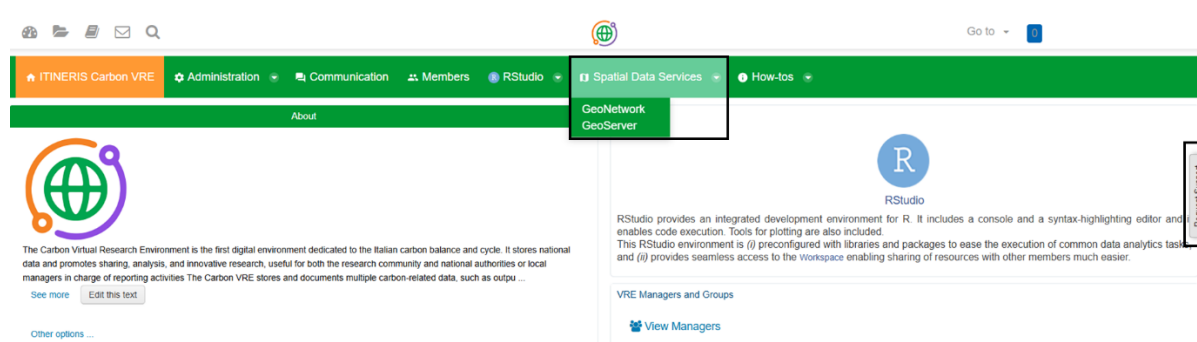 Go to
0
ITINERIS Carbon VRE Administration Communication Members RStudio Spatial Data Services How-tos
GeoNetwork
GeoServer
About
The Carbon Virtual Research Environment is the first digital environment dedicated to the Italian carbon balance and cycle. It stores national
data and promotes sharing, analysis, and innovative research, useful for both the research community and national authorities or local
managers in charge of reporting activities The Carbon VRE stores and documents multiple carbon-related data, such as outpu ...
See more Edit this text
Other options ...
R
RStudio
RStudio provides an integrated development environment for R. It includes a console and a syntax-highlighting editor and
enables code execution. Tools for plotting are also included.
This RStudio environment is (i) preconfigured with libraries and packages to ease the execution of common data analytics tasks,
and (ii) provides seamless access to the Workspace enabling sharing of resources with other members much easier.
VRE Managers and Groups
View Managers